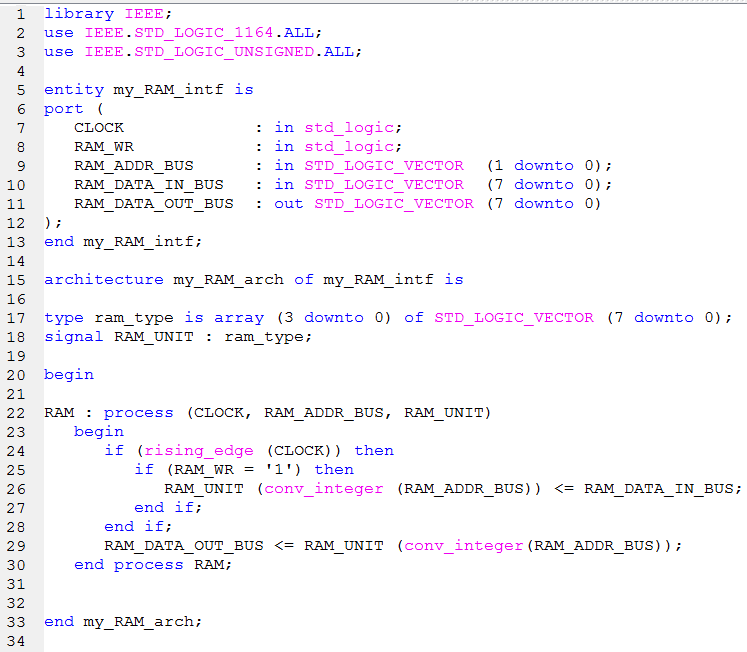 1 library IEEE;
2 use IEEE.STD_LOGIC_1164.ALL;
3 use IEEE.STD_LOGIC_UNSIGNED.ALL;
4
5 entity my_RAM_intf is
6 port (
7    CLOCK             : in std_logic;
8    RAM_WR            : in std_logic;
9    RAM_ADDR_BUS      : in STD_LOGIC_VECTOR  (1 downto 0);
10    RAM_DATA_IN_BUS   : in STD_LOGIC_VECTOR  (7 downto 0);
11    RAM_DATA_OUT_BUS  : out STD_LOGIC_VECTOR (7 downto 0)
12 );
13 end my_RAM_intf;
14
15 architecture my_RAM_arch of my_RAM_intf is
16
17 type ram_type is array (3 downto 0) of STD_LOGIC_VECTOR (7 downto 0);
18 signal RAM_UNIT : ram_type;
19
20 begin
21
22 RAM : process (CLOCK, RAM_ADDR_BUS, RAM_UNIT)
23    begin
24       if (rising_edge (CLOCK)) then
25          if (RAM_WR = '1') then
26             RAM_UNIT (conv_integer (RAM_ADDR_BUS)) <= RAM_DATA_IN_BUS;
27          end if;
28       end if;
29       RAM_DATA_OUT_BUS <= RAM_UNIT (conv_integer(RAM_ADDR_BUS));
30    end process RAM;
31
32
33 end my_RAM_arch;
34